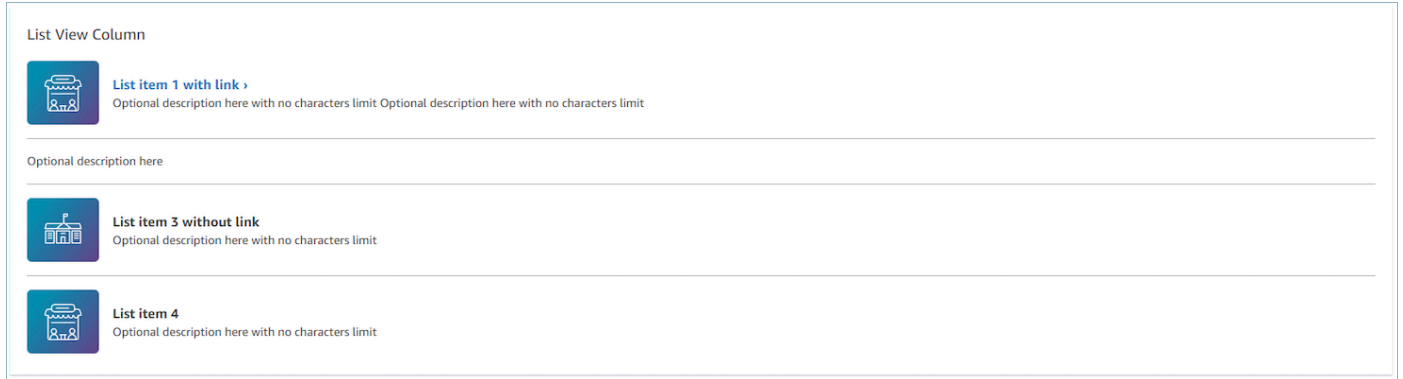 List View Column
List item 1 with link ›
Optional description here with no characters limit Optional description here with no characters limit
Optional description here
List item 3 without link
Optional description here with no characters limit
List item 4
Optional description here with no characters limit